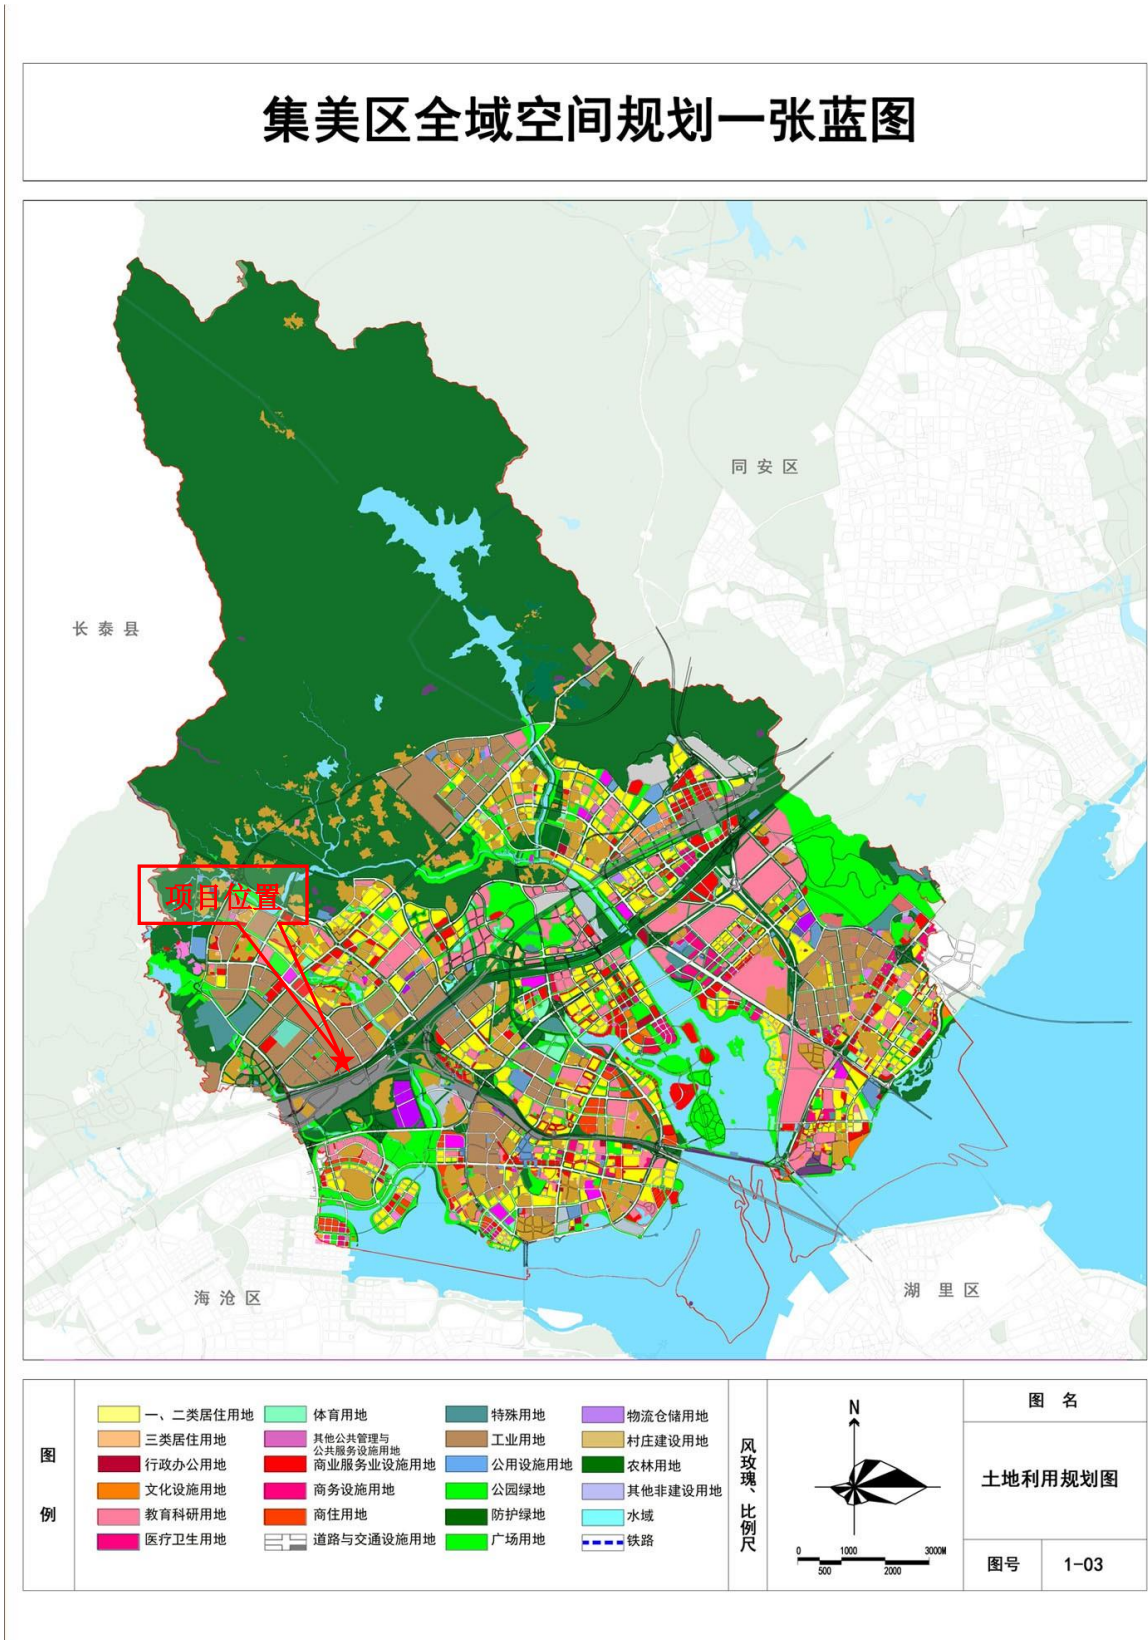 集美区全域空间规划一张蓝图
同安区
长泰县
项目位置
海沧区
湖里区
图例
一、二类居住用地
三类居住用地
行政办公用地
文化设施用地
教育科研用地
医疗卫生用地
体育用地
其他公共管理与
公共服务设施用地
商业服务业设施用地
商务设施用地
商住用地
道路与交通设施用地
特殊用地
工业用地
公用设施用地
公园绿地
防护绿地
广场用地
物流仓储用地
村庄建设用地
农林用地
其他非建设用地
水域
铁路
风玫瑰、比例尺
N
0 1000 3000M
500 2000
图 名
土地利用规划图
图号 1-03